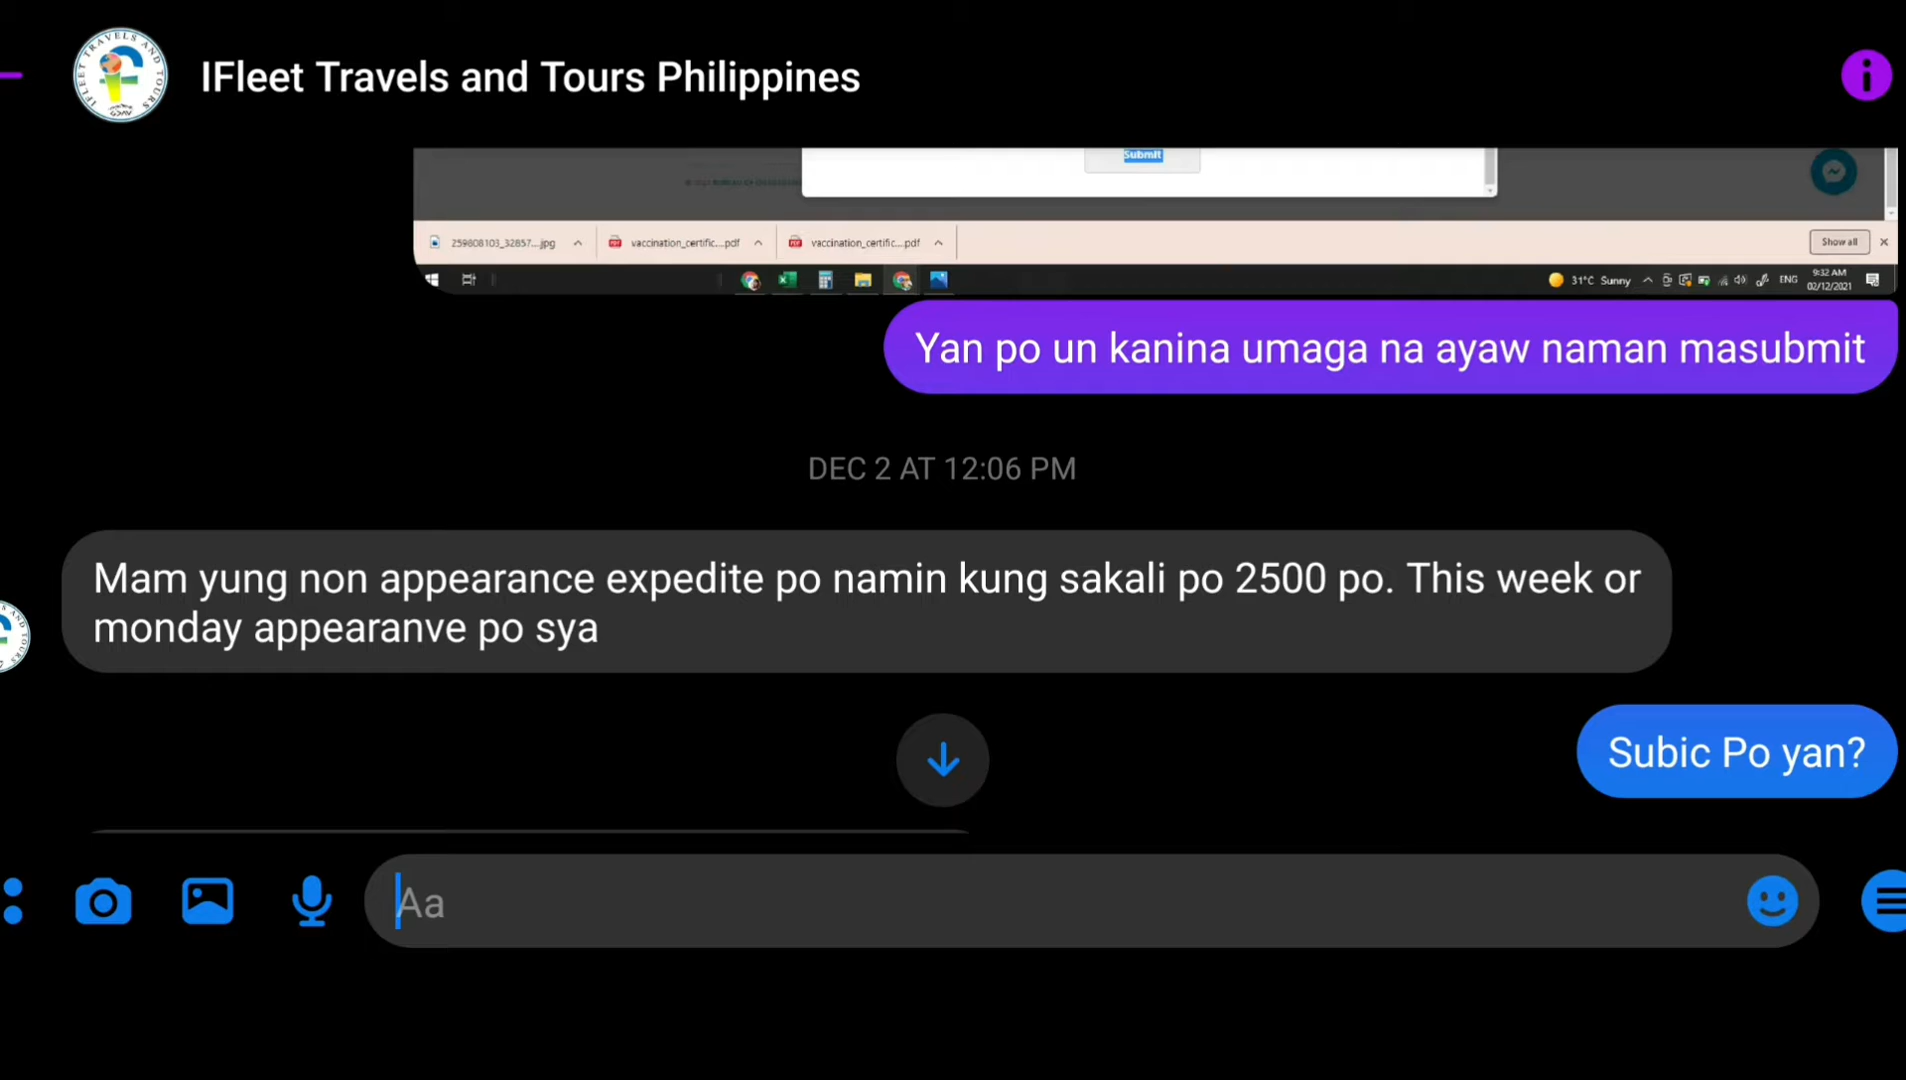 IFleet Travels and Tours Philippines
Submit
259808103_32857....jpg
vaccination_certific....pdf
vaccination_certific....pdf
Show all
31°C Sunny
ENG
9:32 AM
02/12/2021
Yan po un kanina umaga na ayaw naman masubmit
DEC 2 AT 12:06 PM
Mam yung non appearance expedite po namin kung sakali po 2500 po. This week or
monday appearanve po sya
Subic Po yan?
Aa